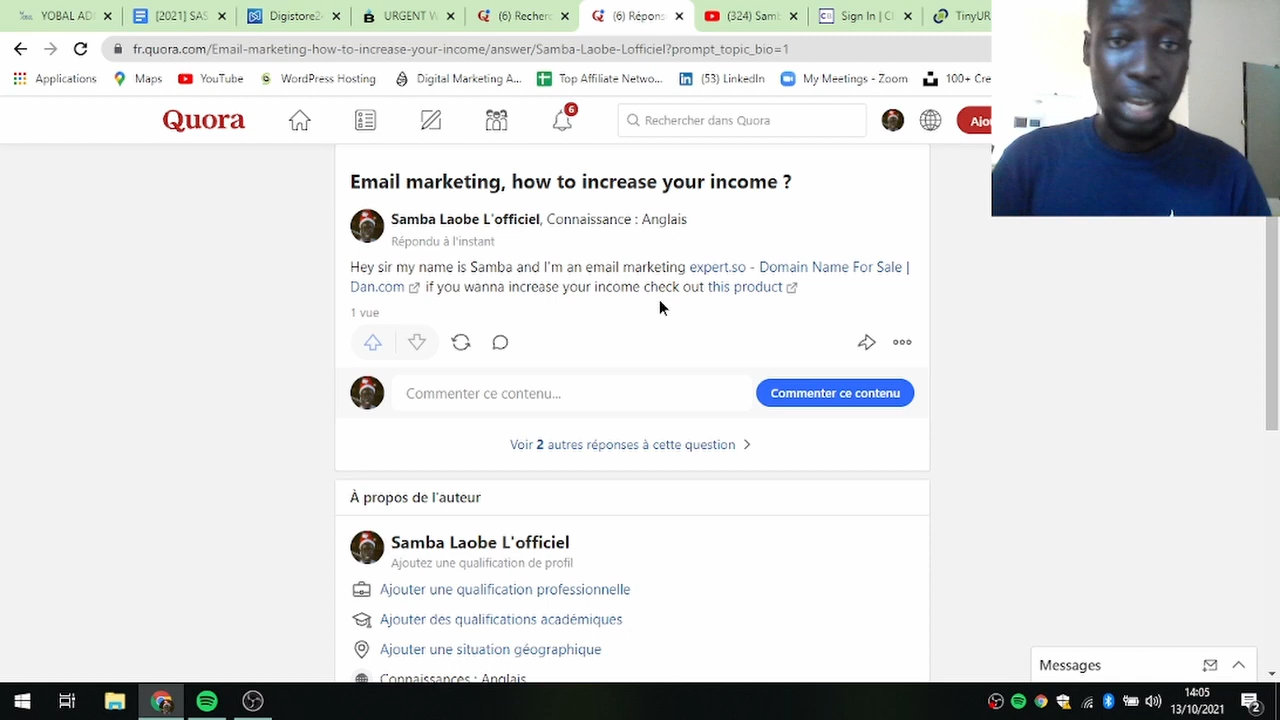 YOBAL ADI
[2021] SAS
Digistore2
URGENT W
(6) Recher
(6) Répons
(324) Samb
Sign In | Cl
TinyUR
fr.quora.com/Email-marketing-how-to-increase-your-income/answer/Samba-Laobe-Lofficiel?prompt_topic_bio=1
Applications
Maps
YouTube
WordPress Hosting
Digital Marketing A...
Top Affiliate Netwo...
(53) LinkedIn
My Meetings - Zoom
100+ Cre
Quora
6
Rechercher dans Quora
Ajou
Email marketing, how to increase your income ?
Samba Laobe L'officiel, Connaissance : Anglais
Répondu à l'instant
Hey sir my name is Samba and I'm an email marketing expert.so - Domain Name For Sale |
Dan.com if you wanna increase your income check out this product
1 vue
Commenter ce contenu...
Commenter ce contenu
Voir 2 autres réponses à cette question
À propos de l'auteur
Samba Laobe L'officiel
Ajoutez une qualification de profil
Ajouter une qualification professionnelle
Ajouter des qualifications académiques
Ajouter une situation géographique
Connaissances : Anglais
Messages
14:05
13/10/2021
2